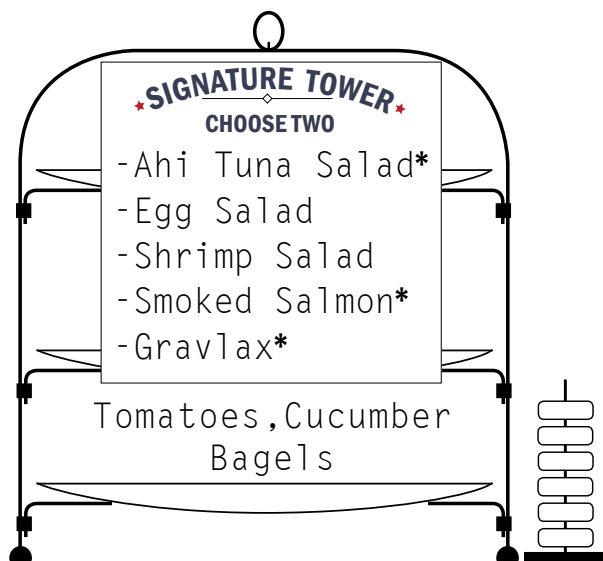 SIGNATURE TOWER
CHOOSE TWO
-Ahi Tuna Salad*
-Egg Salad
-Shrimp Salad
-Smoked Salmon*
-Gravlax*
Tomatoes,Cucumber
Bagels